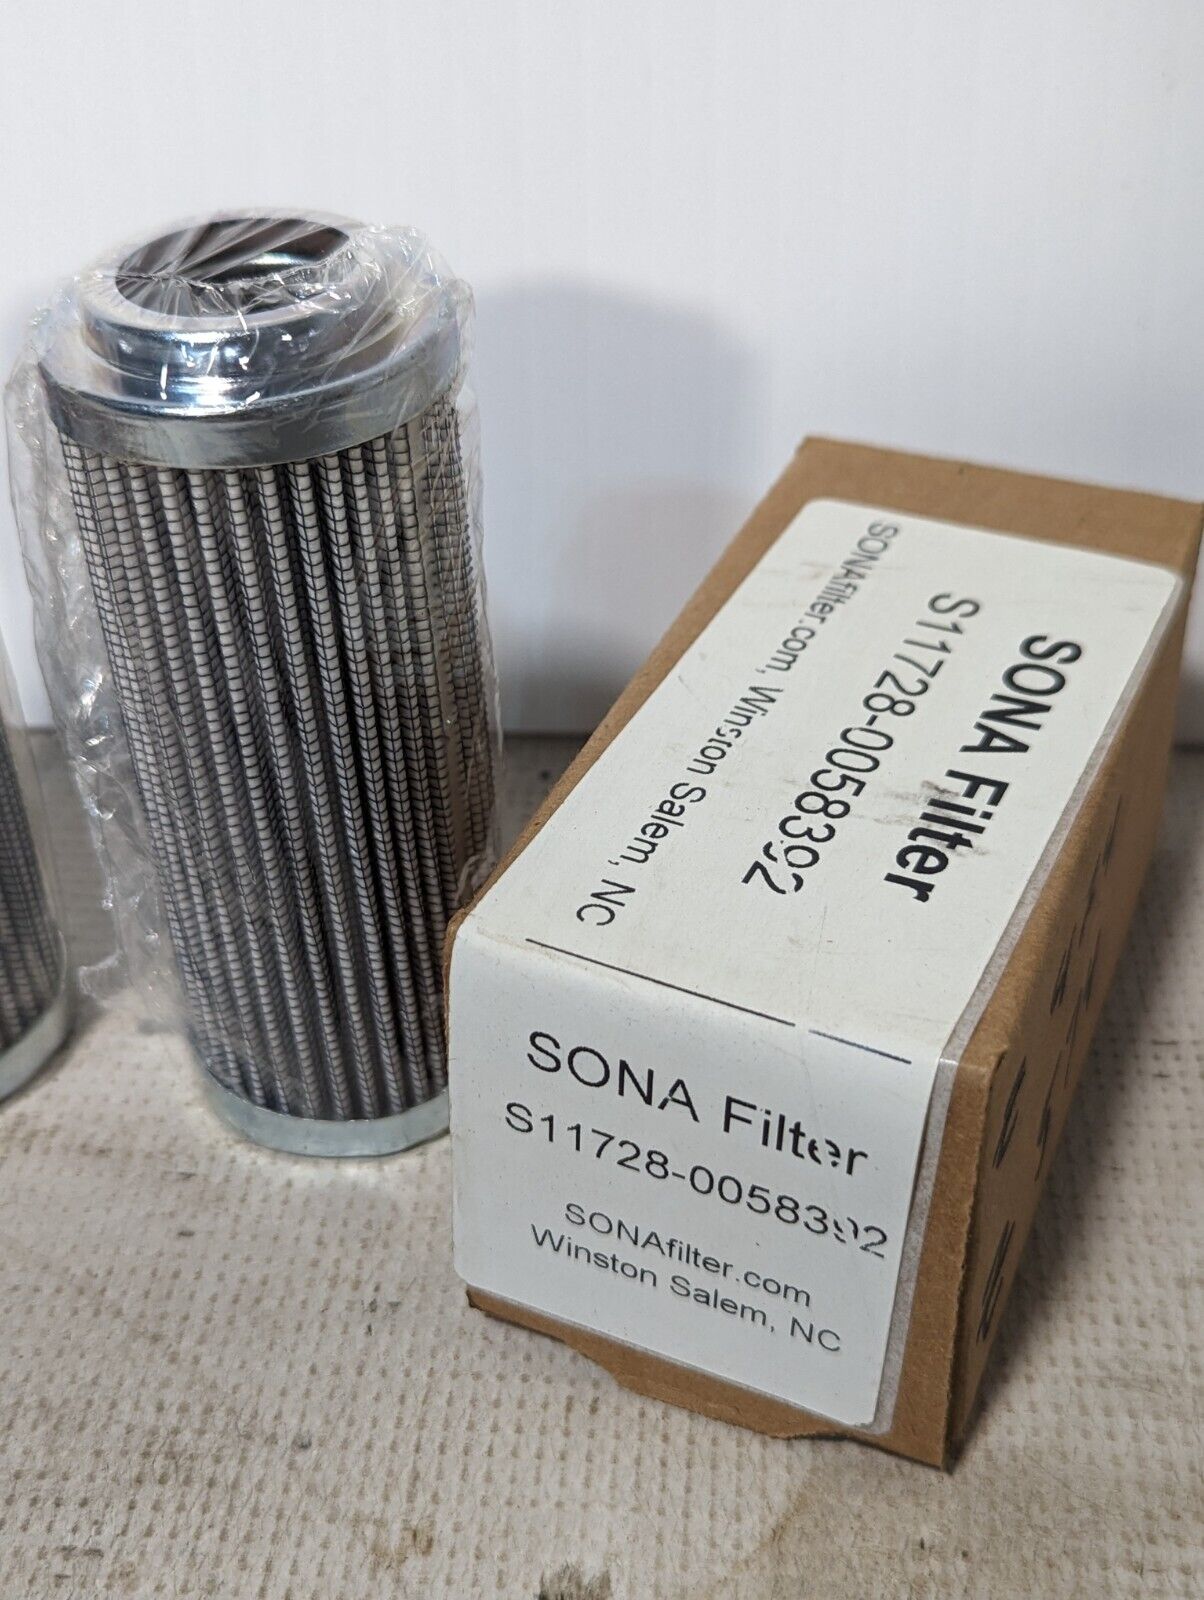 SONA Filter
S11728-0058392
SONAfilter.com, Winston Salem, NC
SONA Filter
S11728-0058392
SONAfilter.com
Winston Salem, NC